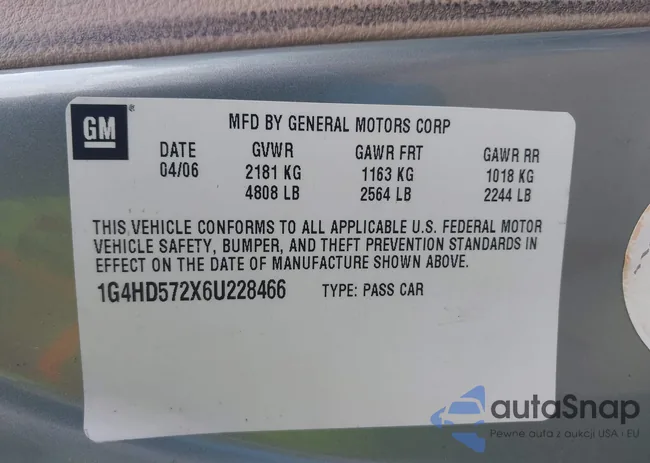 GM ®
MFD BY GENERAL MOTORS CORP
DATE GVWR GAWR FRT GAWR RR
04/06 2181 KG 1163 KG 1018 KG
4808 LB 2564 LB 2244 LB
THIS VEHICLE CONFORMS TO ALL APPLICABLE U.S. FEDERAL MOTOR
VEHICLE SAFETY, BUMPER, AND THEFT PREVENTION STANDARDS IN
EFFECT ON THE DATE OF MANUFACTURE SHOWN ABOVE.
1G4HD572X6U228466 TYPE: PASS CAR
autaSnap
Pewne auta z aukcji USA i EU